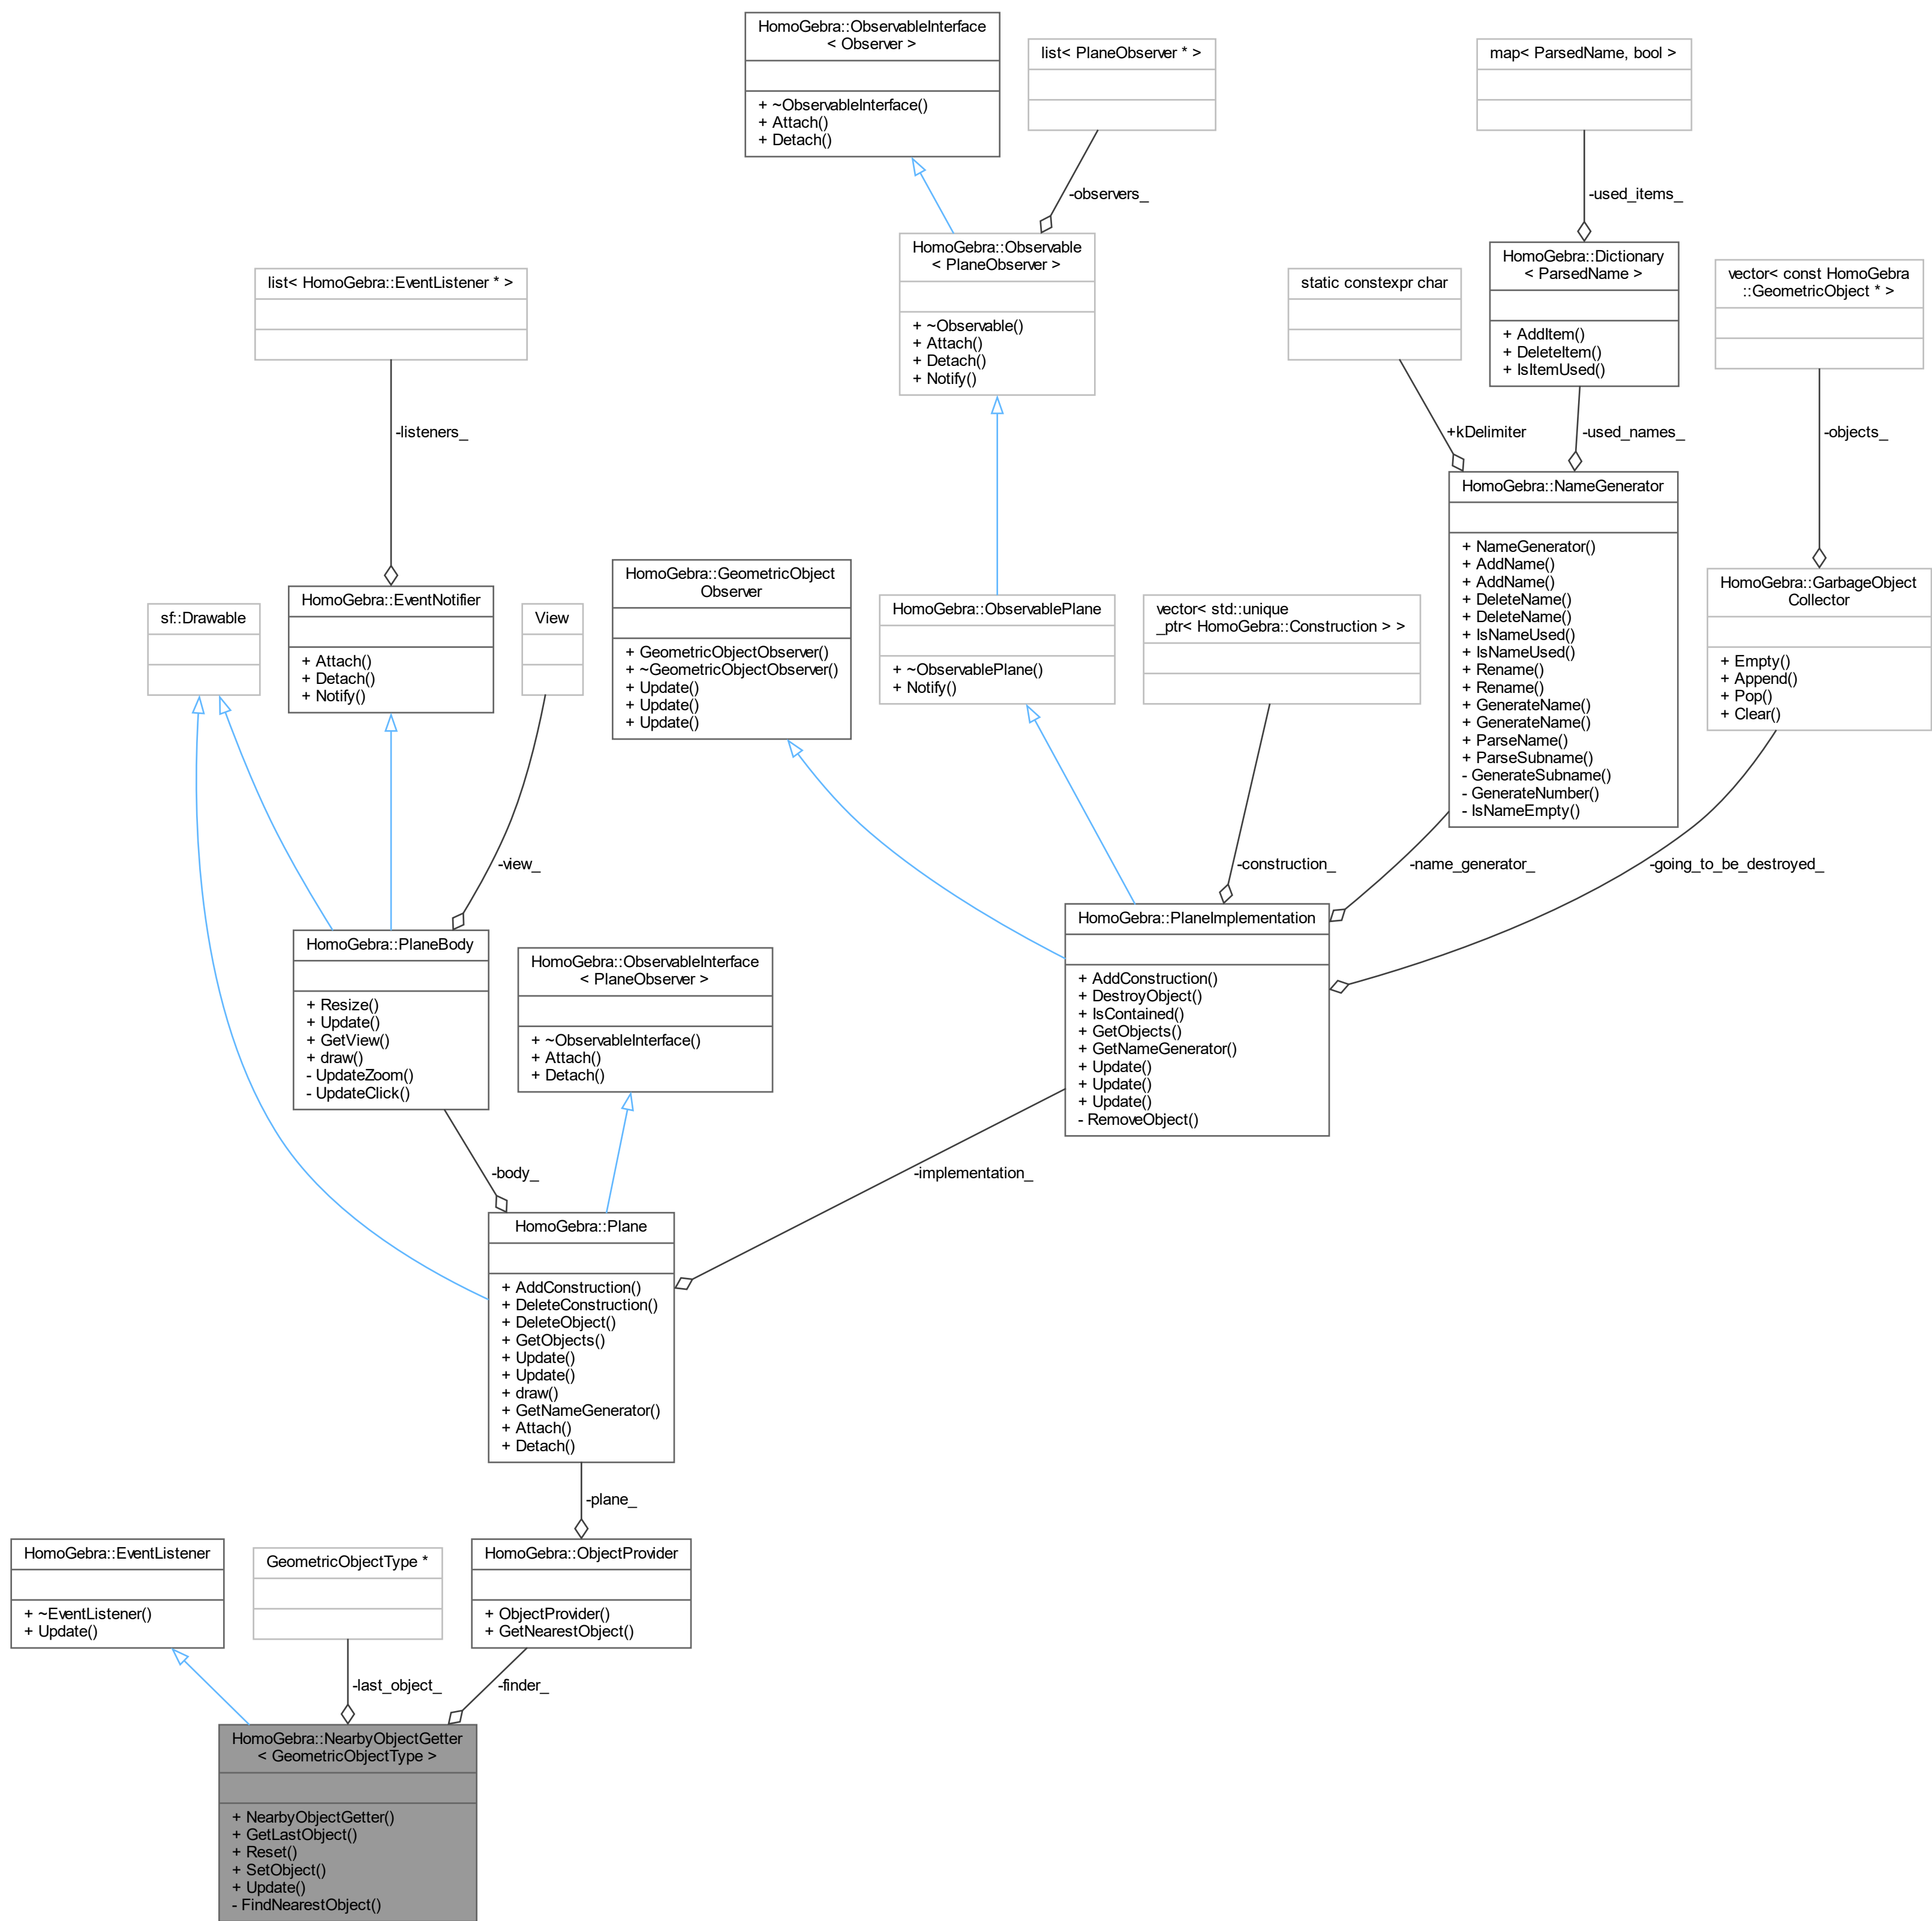 HomoGebra::ObservableInterface
< Observer >
+ ~ObservableInterface()
+ Attach()
+ Detach()
list< PlaneObserver * >
map< ParsedName, bool >
-observers_
-used_items_
HomoGebra::Observable
< PlaneObserver >
+ ~Observable()
+ Attach()
+ Detach()
+ Notify()
HomoGebra::Dictionary
< ParsedName >
+ AddItem()
+ DeleteItem()
+ IsItemUsed()
list< HomoGebra::EventListener * >
static constexpr char
vector< const HomoGebra
::GeometricObject * >
-listeners_
+kDelimiter
-used_names_
-objects_
HomoGebra::NameGenerator
+ NameGenerator()
+ AddName()
+ AddName()
+ DeleteName()
+ DeleteName()
+ IsNameUsed()
+ IsNameUsed()
+ Rename()
+ Rename()
+ GenerateName()
+ GenerateName()
+ ParseName()
+ ParseSubname()
- GenerateSubname()
- GenerateNumber()
- IsNameEmpty()
sf::Drawable
HomoGebra::EventNotifier
+ Attach()
+ Detach()
+ Notify()
View
HomoGebra::GeometricObject
Observer
+ GeometricObjectObserver()
+ ~GeometricObjectObserver()
+ Update()
+ Update()
+ Update()
HomoGebra::ObservablePlane
+ ~ObservablePlane()
+ Notify()
vector< std::unique
_ptr< HomoGebra::Construction > >
HomoGebra::GarbageObject
Collector
+ Empty()
+ Append()
+ Pop()
+ Clear()
-view_
-construction_
-name_generator_
-going_to_be_destroyed_
HomoGebra::PlaneBody
+ Resize()
+ Update()
+ GetView()
+ draw()
- UpdateZoom()
- UpdateClick()
HomoGebra::ObservableInterface
< PlaneObserver >
+ ~ObservableInterface()
+ Attach()
+ Detach()
HomoGebra::PlaneImplementation
+ AddConstruction()
+ DestroyObject()
+ IsContained()
+ GetObjects()
+ GetNameGenerator()
+ Update()
+ Update()
+ Update()
- RemoveObject()
-body_
-implementation_
HomoGebra::Plane
+ AddConstruction()
+ DeleteConstruction()
+ DeleteObject()
+ GetObjects()
+ Update()
+ Update()
+ draw()
+ GetNameGenerator()
+ Attach()
+ Detach()
-plane_
HomoGebra::EventListener
+ ~EventListener()
+ Update()
GeometricObjectType *
HomoGebra::ObjectProvider
+ ObjectProvider()
+ GetNearestObject()
-last_object_
-finder_
HomoGebra::NearbyObjectGetter
< GeometricObjectType >
+ NearbyObjectGetter()
+ GetLastObject()
+ Reset()
+ SetObject()
+ Update()
- FindNearestObject()